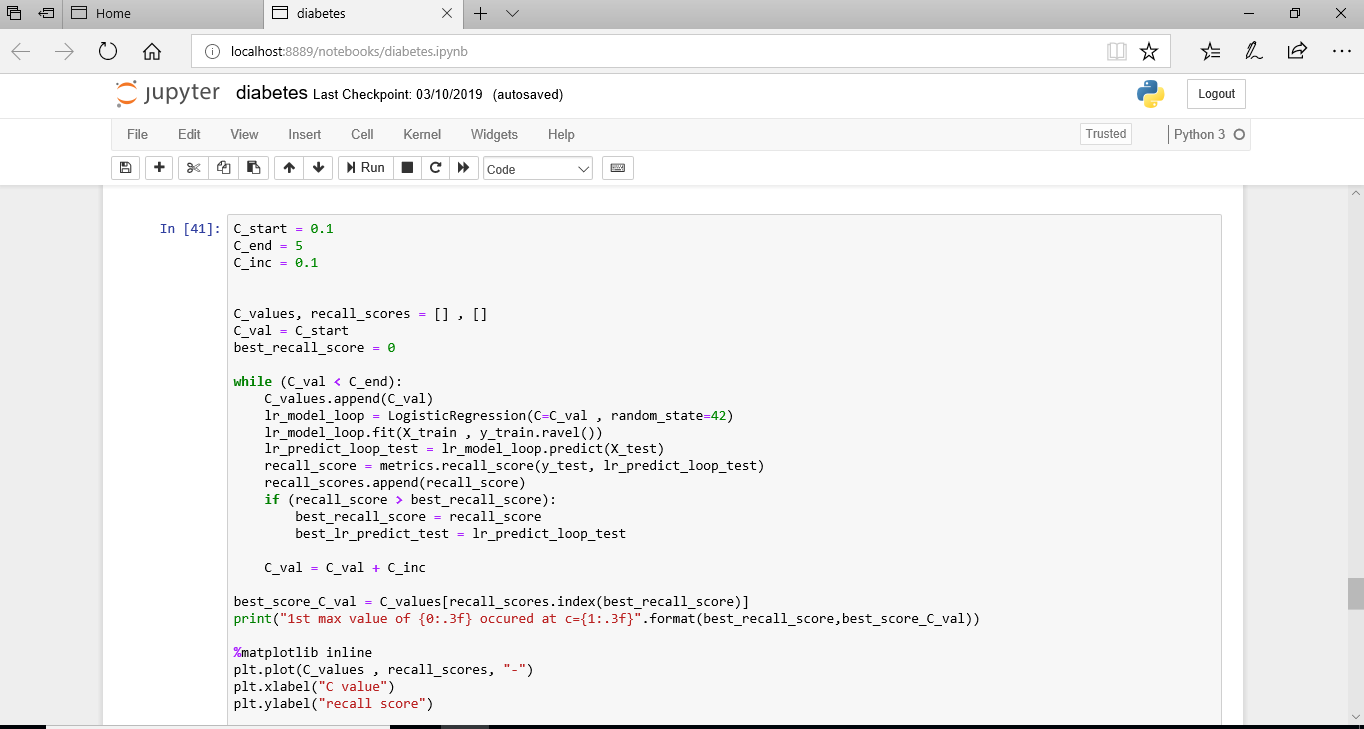 Home
diabetes
localhost:8889/notebooks/diabetes.ipynb
jupyter diabetes Last Checkpoint: 03/10/2019 (autosaved)
Logout
File Edit View Insert Cell Kernel Widgets Help
Trusted
Python 3
Run
Code
In [41]:
C_start = 0.1
C_end = 5
C_inc = 0.1
C_values, recall_scores = [] , []
C_val = C_start
best_recall_score = 0
while (C_val < C_end):
    C_values.append(C_val)
    lr_model_loop = LogisticRegression(C=C_val , random_state=42)
    lr_model_loop.fit(X_train , y_train.ravel())
    lr_predict_loop_test = lr_model_loop.predict(X_test)
    recall_score = metrics.recall_score(y_test, lr_predict_loop_test)
    recall_scores.append(recall_score)
    if (recall_score > best_recall_score):
        best_recall_score = recall_score
        best_lr_predict_test = lr_predict_loop_test
    C_val = C_val + C_inc
best_score_C_val = C_values[recall_scores.index(best_recall_score)]
print("1st max value of {0:.3f} occured at c={1:.3f}".format(best_recall_score,best_score_C_val))
%matplotlib inline
plt.plot(C_values , recall_scores, "-")
plt.xlabel("C value")
plt.ylabel("recall score")